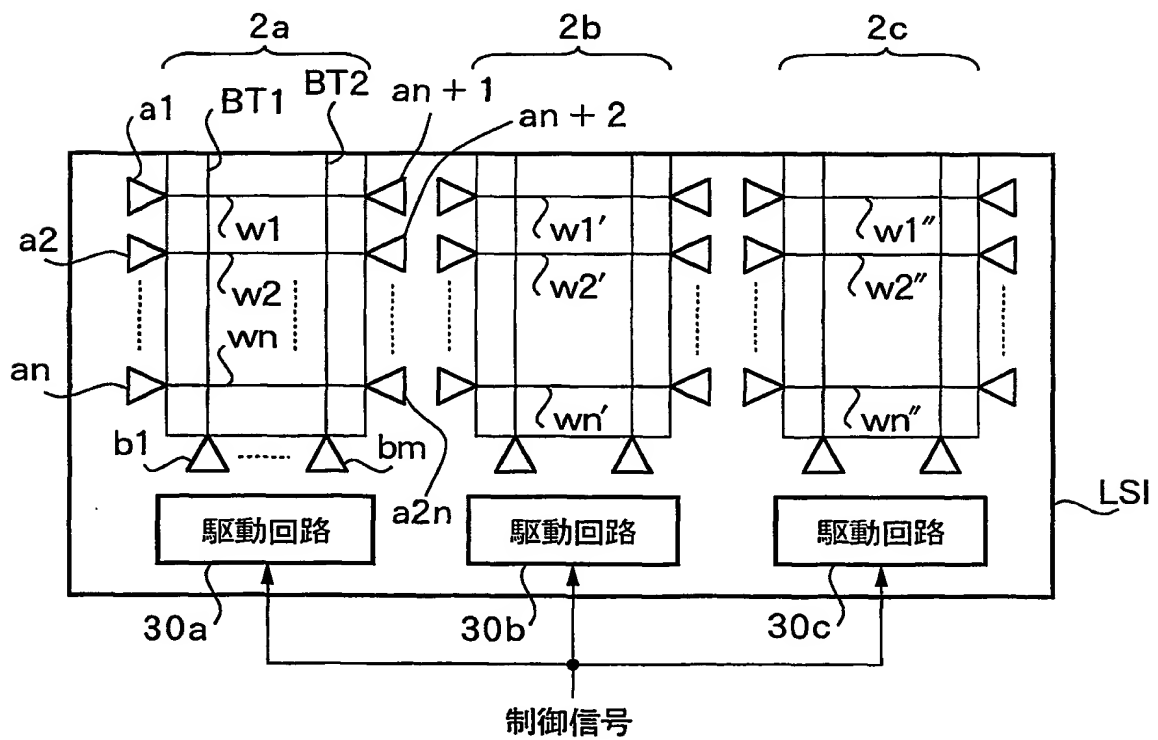 2a 2b 2c
a1 BT1 BT2 an + 1 an + 2
a2 w1 w1′ w1″
w2 w2′ w2″
an wn wn′ wn″
b1 bm a2n LSI
駆動回路 駆動回路 駆動回路
30a 30b 30c
制御信号